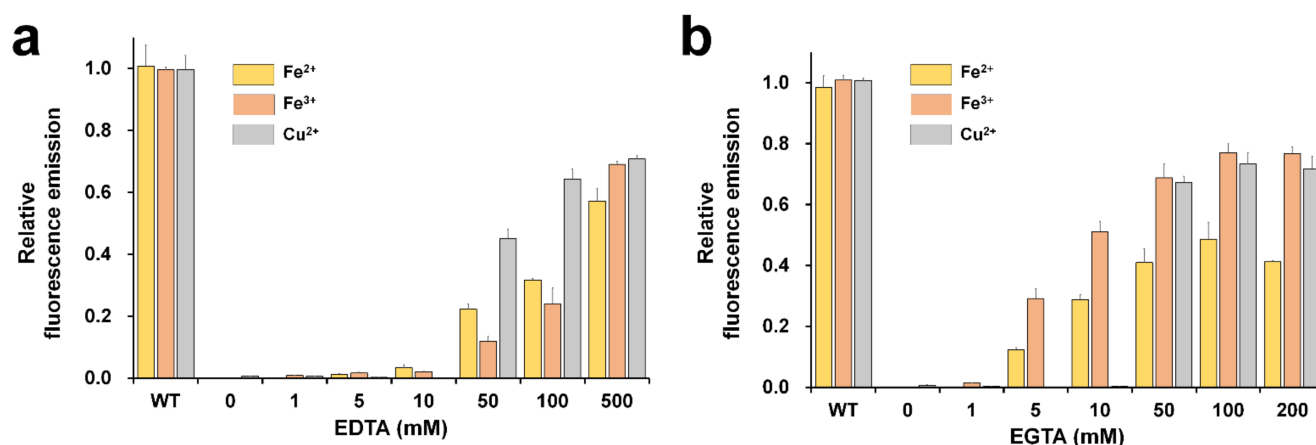 a
Relative
fluorescence emission
1.0
0.8
0.6
0.4
0.2
0.0
Fe²⁺
Fe³⁺
Cu²⁺
WT 0 1 5 10 50 100 500
EDTA (mM)
b
Relative
fluorescence emission
1.0
0.8
0.6
0.4
0.2
0.0
Fe²⁺
Fe³⁺
Cu²⁺
WT 0 1 5 10 50 100 200
EGTA (mM)